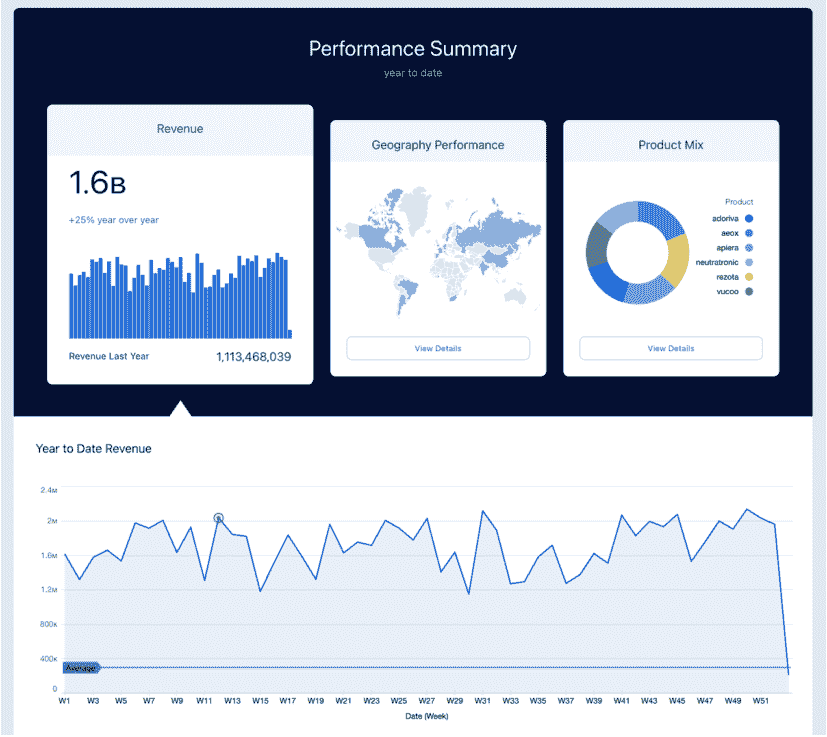 Performance Summary
year to date
Revenue
1.6B
+25% year over year
Revenue Last Year 1,113,468,039
Geography Performance
View Details
Product Mix
Product
adoriva
aeox
apiera
neutratronic
rezota
vucoo
View Details
Year to Date Revenue
2.4M
2M
1.6M
1.2M
800K
400K
0
Average
W1 W3 W5 W7 W9 W11 W13 W15 W17 W19 W21 W23 W25 W27 W29 W31 W33 W35 W37 W39 W41 W43 W45 W47 W49 W51
Date (Week)